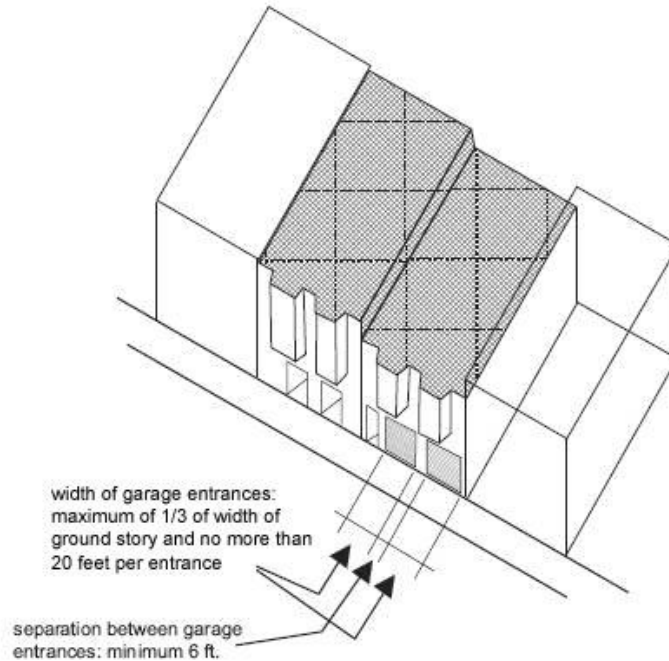 width of garage entrances:
maximum of 1/3 of width of
ground story and no more than
20 feet per entrance
separation between garage
entrances: minimum 6 ft.